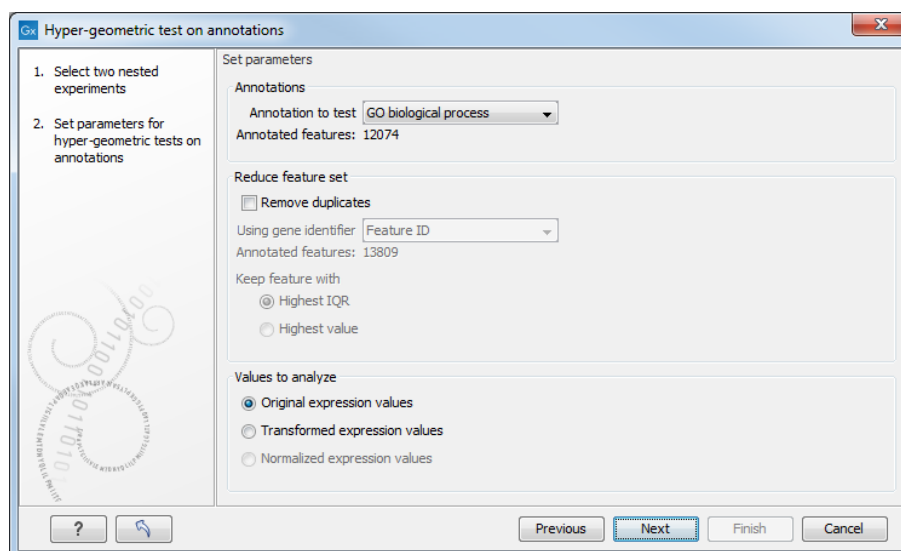 Gx Hyper-geometric test on annotations
1. Select two nested
experiments
2. Set parameters for
hyper-geometric tests on
annotations
Set parameters
Annotations
Annotation to test GO biological process
Annotated features: 12074
Reduce feature set
Remove duplicates
Using gene identifier Feature ID
Annotated features: 13809
Keep feature with
Highest IQR
Highest value
Values to analyze
Original expression values
Transformed expression values
Normalized expression values
? Previous Next Finish Cancel